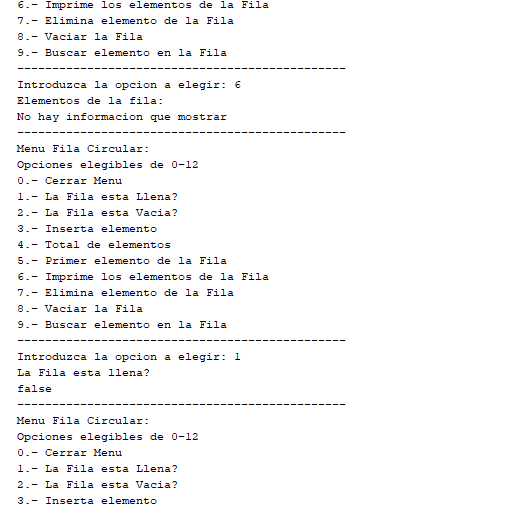 6.- Imprime los elementos de la Fila
7.- Elimina elemento de la Fila
8.- Vaciar la Fila
9.- Buscar elemento en la Fila
-----------------------------------------------
Introduzca la opcion a elegir: 6
Elementos de la fila:
No hay informacion que mostrar
-----------------------------------------------
Menu Fila Circular:
Opciones elegibles de 0-12
0.- Cerrar Menu
1.- La Fila esta Llena?
2.- La Fila esta Vacia?
3.- Inserta elemento
4.- Total de elementos
5.- Primer elemento de la Fila
6.- Imprime los elementos de la Fila
7.- Elimina elemento de la Fila
8.- Vaciar la Fila
9.- Buscar elemento en la Fila
-----------------------------------------------
Introduzca la opcion a elegir: 1
La Fila esta llena?
false
-----------------------------------------------
Menu Fila Circular:
Opciones elegibles de 0-12
0.- Cerrar Menu
1.- La Fila esta Llena?
2.- La Fila esta Vacia?
3.- Inserta elemento